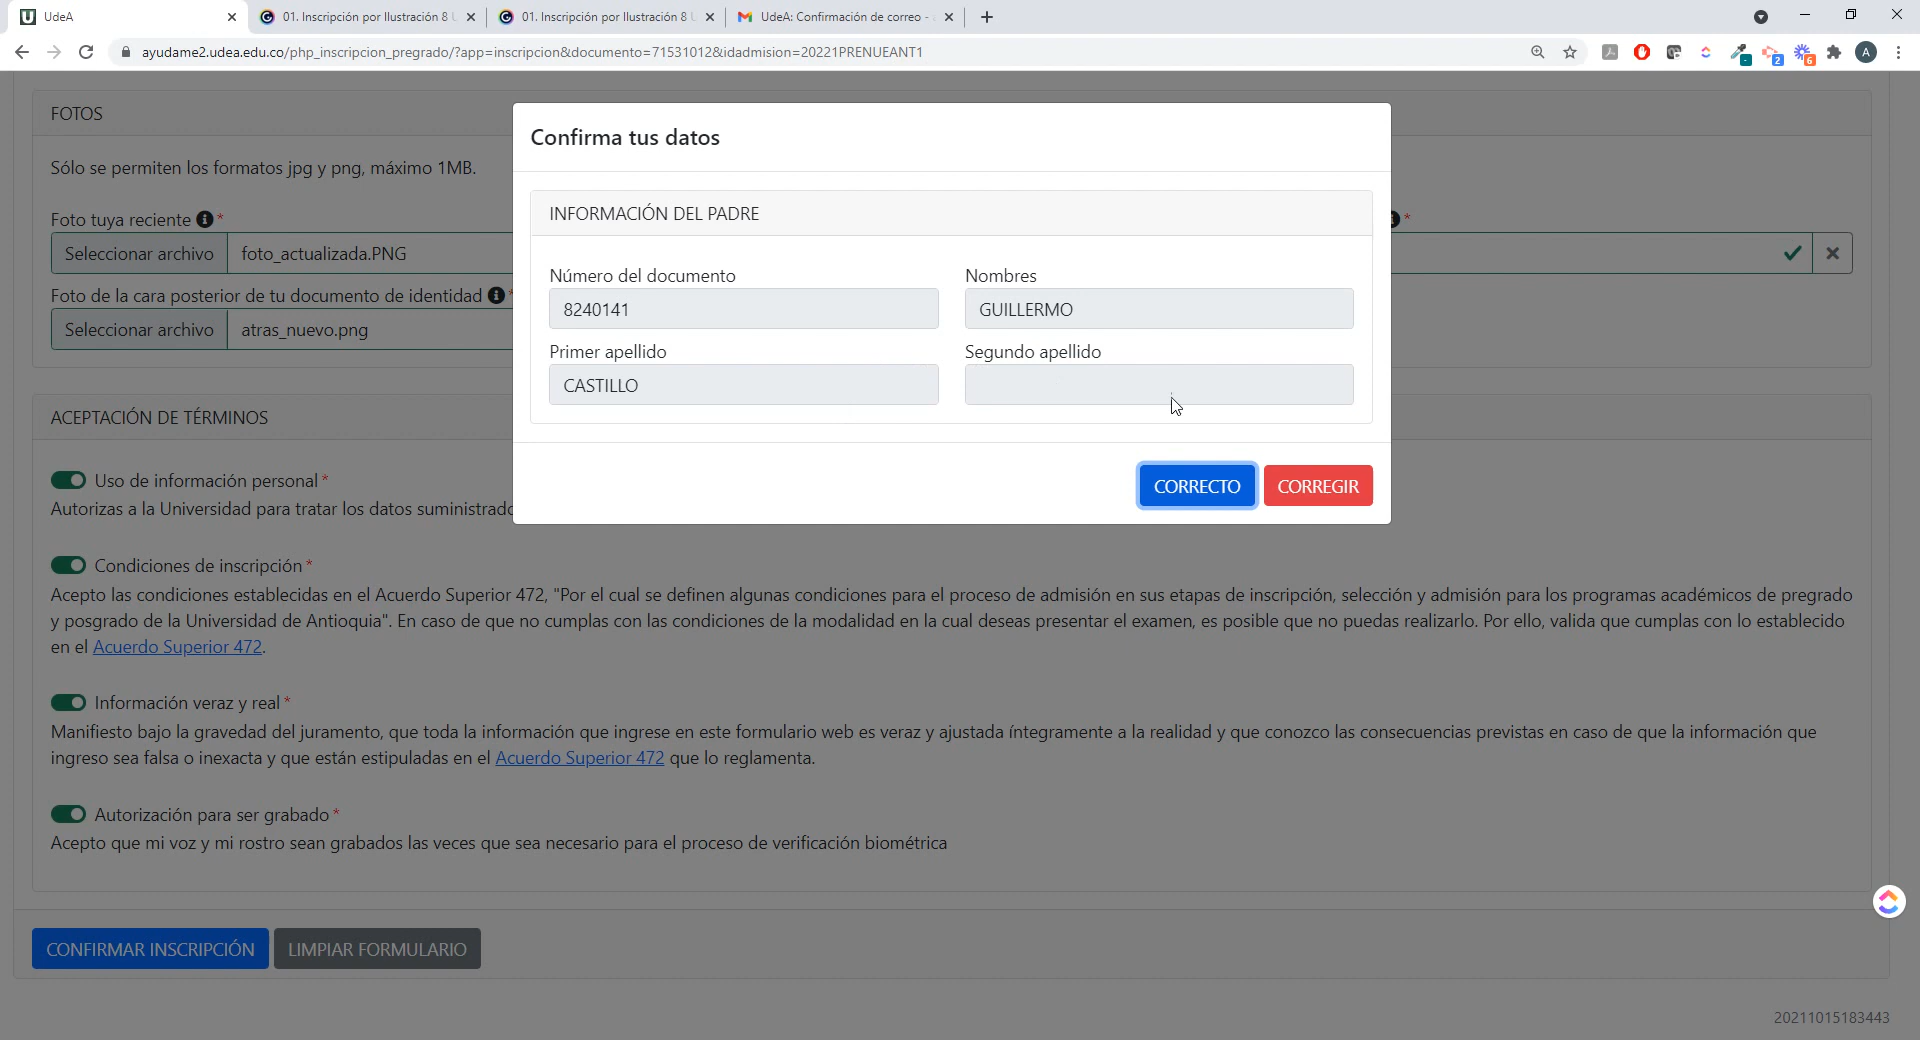 UdeA
01. Inscripción por Ilustración 8 U
01. Inscripción por Ilustración 8 U
UdeA: Confirmación de correo -
ayudame2.udea.edu.co/php_inscripcion_pregrado/?app=inscripcion&documento=71531012&idadmision=20221PRENUEANT1
2
6
A
FOTOS
Sólo se permiten los formatos jpg y png, máximo 1MB.
Foto tuya reciente *
*
Seleccionar archivo foto_actualizada.PNG
Foto de la cara posterior de tu documento de identidad *
Seleccionar archivo atras_nuevo.png
Confirma tus datos
INFORMACIÓN DEL PADRE
Número del documento Nombres
8240141 GUILLERMO
Primer apellido Segundo apellido
CASTILLO
CORRECTO CORREGIR
ACEPTACIÓN DE TÉRMINOS
Uso de información personal *
Autorizas a la Universidad para tratar los datos suministrado
Condiciones de inscripción *
Acepto las condiciones establecidas en el Acuerdo Superior 472, "Por el cual se definen algunas condiciones para el proceso de admisión en sus etapas de inscripción, selección y admisión para los programas académicos de pregrado
y posgrado de la Universidad de Antioquia". En caso de que no cumplas con las condiciones de la modalidad en la cual deseas presentar el examen, es posible que no puedas realizarlo. Por ello, valida que cumplas con lo establecido
en el Acuerdo Superior 472.
Información veraz y real *
Manifiesto bajo la gravedad del juramento, que toda la información que ingrese en este formulario web es veraz y ajustada íntegramente a la realidad y que conozco las consecuencias previstas en caso de que la información que
ingreso sea falsa o inexacta y que están estipuladas en el Acuerdo Superior 472 que lo reglamenta.
Autorización para ser grabado *
Acepto que mi voz y mi rostro sean grabados las veces que sea necesario para el proceso de verificación biométrica
CONFIRMAR INSCRIPCIÓN LIMPIAR FORMULARIO
20211015183443